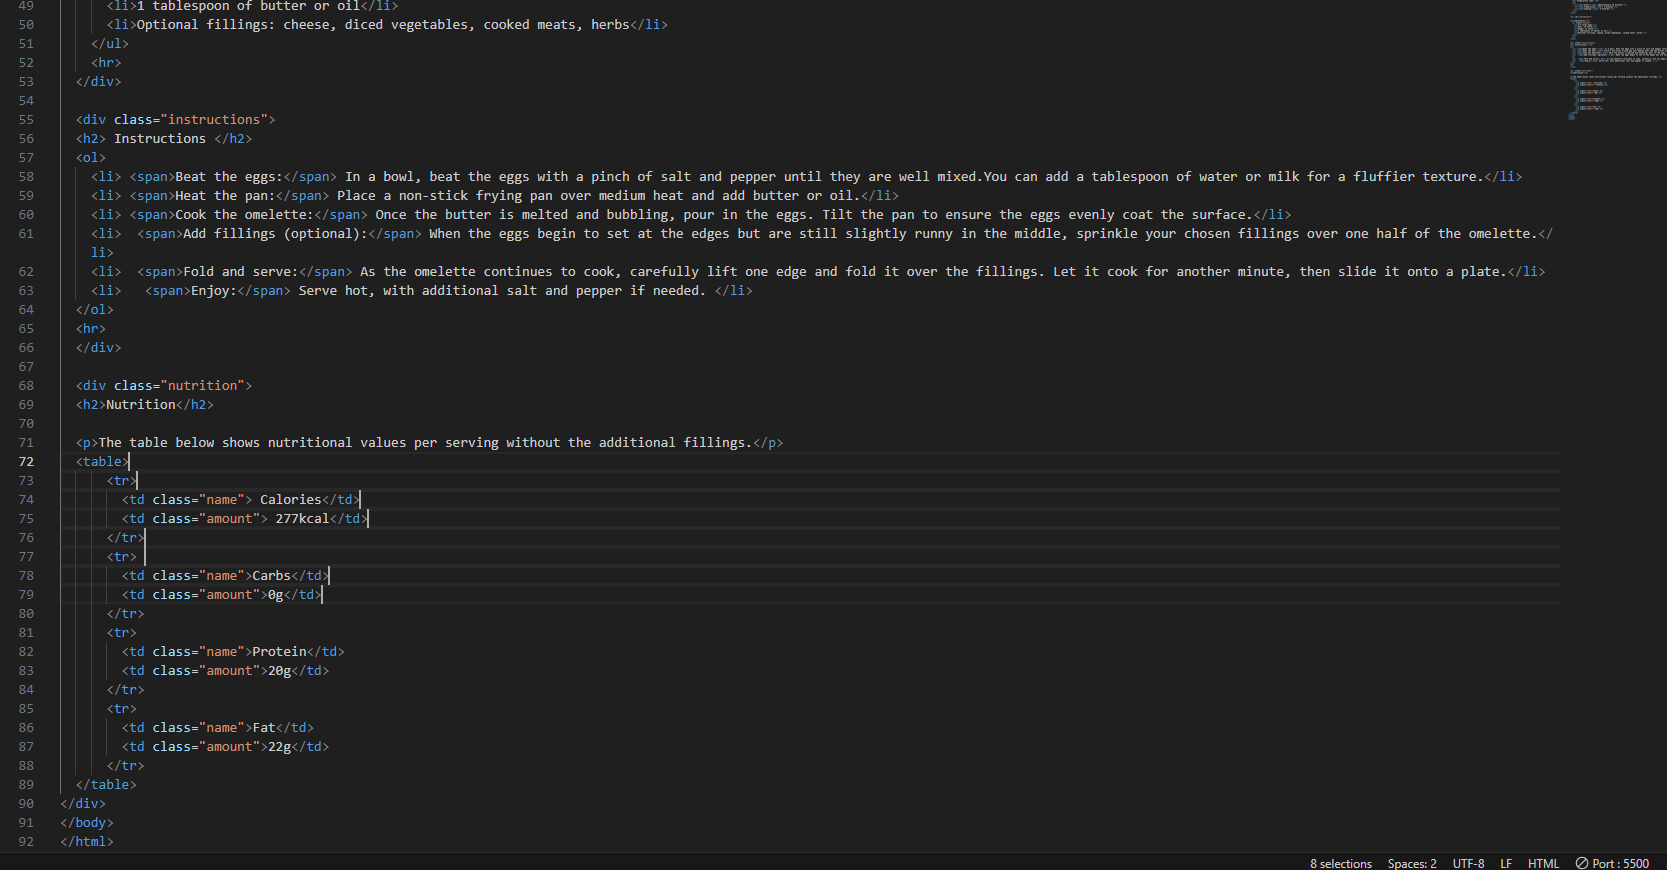 49 <li>1 tablespoon of butter or oil</li>
50 <li>Optional fillings: cheese, diced vegetables, cooked meats, herbs</li>
51 </ul>
52 <hr>
53 </div>
54
55 <div class="instructions">
56 <h2> Instructions </h2>
57 <ol>
58 <li> <span>Beat the eggs:</span> In a bowl, beat the eggs with a pinch of salt and pepper until they are well mixed.You can add a tablespoon of water or milk for a fluffier texture.</li>
59 <li> <span>Heat the pan:</span> Place a non-stick frying pan over medium heat and add butter or oil.</li>
60 <li> <span>Cook the omelette:</span> Once the butter is melted and bubbling, pour in the eggs. Tilt the pan to ensure the eggs evenly coat the surface.</li>
61 <li>  <span>Add fillings (optional):</span> When the eggs begin to set at the edges but are still slightly runny in the middle, sprinkle your chosen fillings over one half of the omelette.</
li>
62 <li>  <span>Fold and serve:</span> As the omelette continues to cook, carefully lift one edge and fold it over the fillings. Let it cook for another minute, then slide it onto a plate.</li>
63 <li>   <span>Enjoy:</span> Serve hot, with additional salt and pepper if needed. </li>
64 </ol>
65 <hr>
66 </div>
67
68 <div class="nutrition">
69 <h2>Nutrition</h2>
70
71 <p>The table below shows nutritional values per serving without the additional fillings.</p>
72 <table>
73 <tr>
74 <td class="name"> Calories</td>
75 <td class="amount"> 277kcal</td>
76 </tr>
77 <tr>
78 <td class="name">Carbs</td>
79 <td class="amount">0g</td>
80 </tr>
81 <tr>
82 <td class="name">Protein</td>
83 <td class="amount">20g</td>
84 </tr>
85 <tr>
86 <td class="name">Fat</td>
87 <td class="amount">22g</td>
88 </tr>
89 </table>
90 </div>
91 </body>
92 </html>
8 selections Spaces: 2 UTF-8 LF HTML Port : 5500